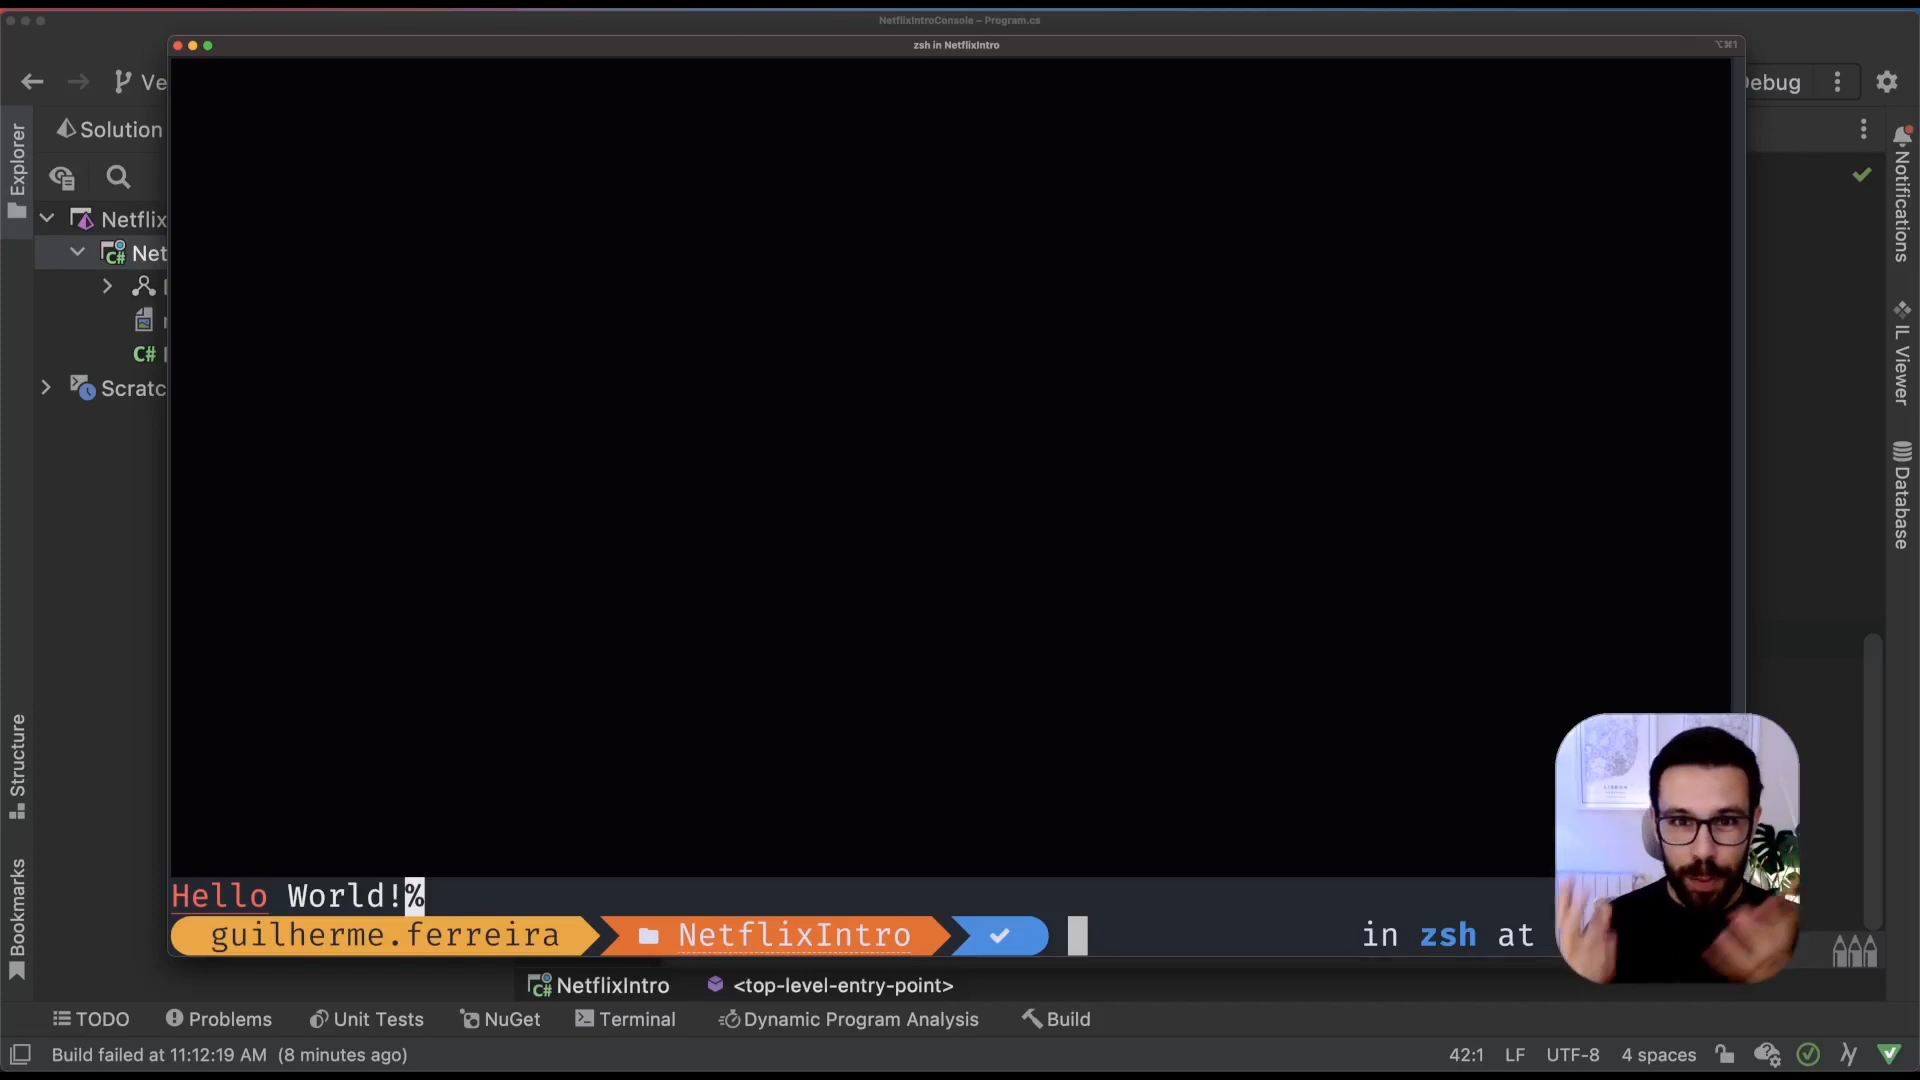 NetflixIntroConsole – Program.cs
zsh in NetflixIntro
⌥⌘1
Ve
Debug
Explorer
Solution
Notifications
Netflix
C# Net
C#
Scratc
IL Viewer
Database
LISBON
Structure
Bookmarks
Hello World!%
guilherme.ferreira NetflixIntro in zsh at
C# NetflixIntro <top-level-entry-point>
TODO Problems Unit Tests NuGet Terminal Dynamic Program Analysis Build
Build failed at 11:12:19 AM (8 minutes ago) 42:1 LF UTF-8 4 spaces